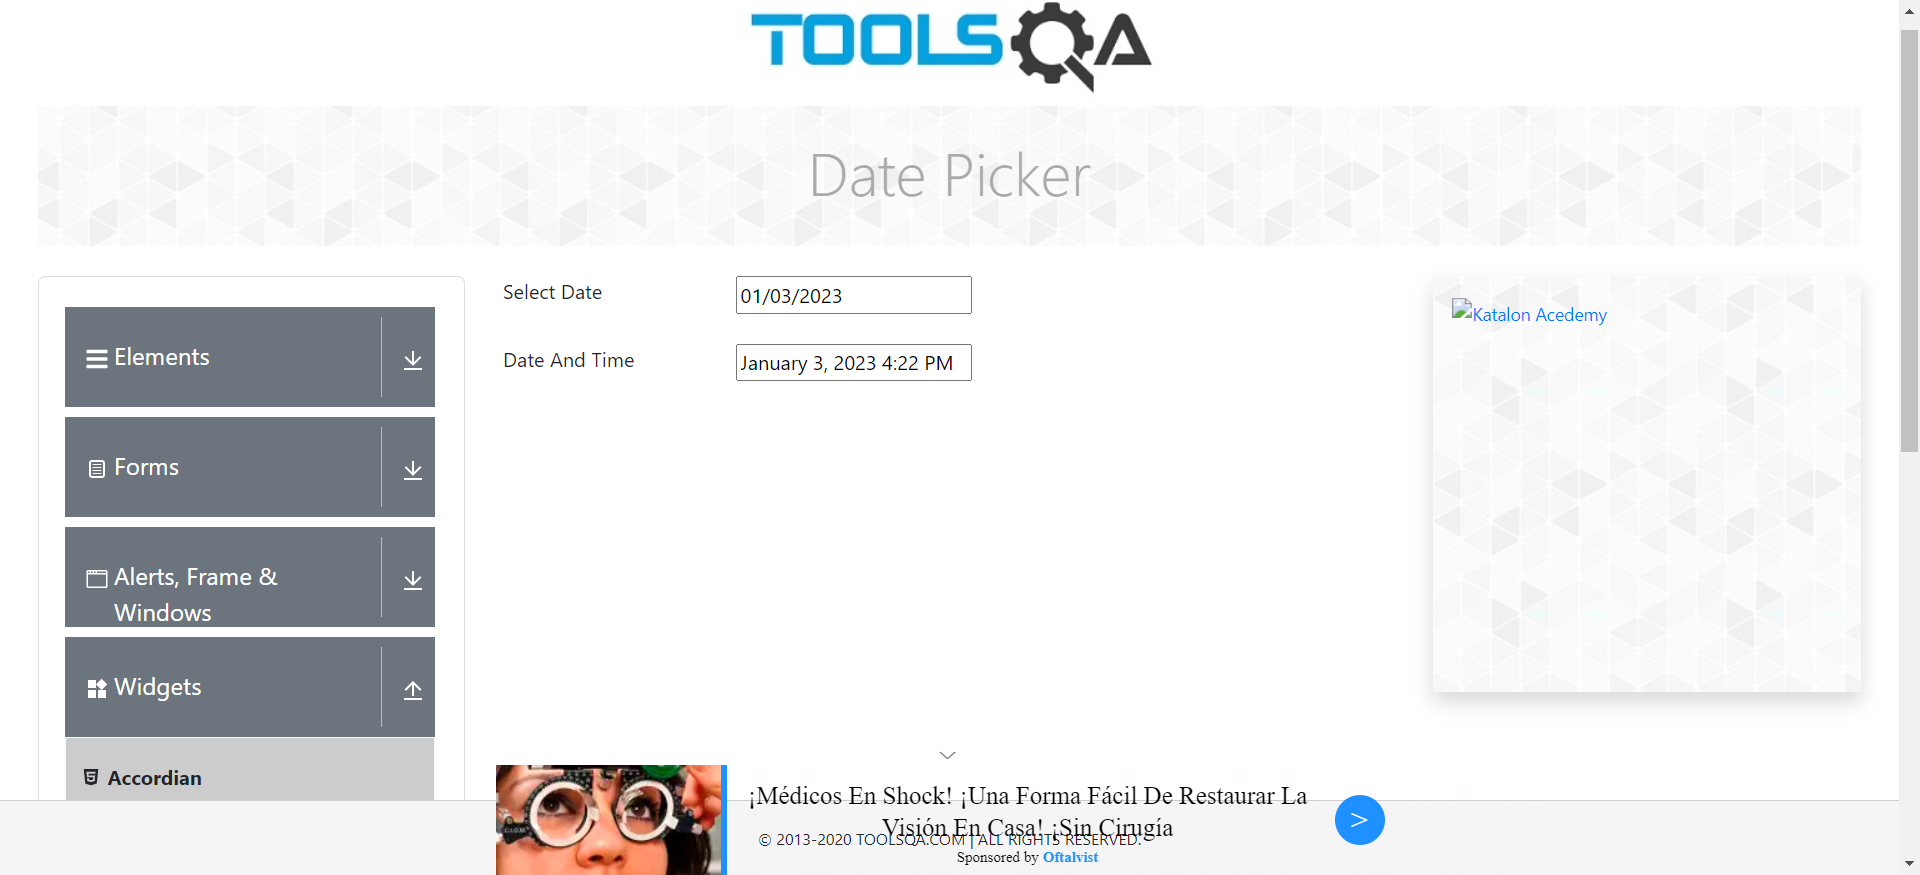 TOOLSQA
Date Picker
Elements
Forms
Alerts, Frame &
Windows
Widgets
Accordian
Select Date
01/03/2023
Date And Time
January 3, 2023 4:22 PM
Katalon Acedemy
¡Médicos En Shock! ¡Una Forma Fácil De Restaurar La
Visión En Casa! ¡Sin Cirugía
Sponsored by Oftalvist
>
© 2013-2020 TOOLSQA.COM | ALL RIGHTS RESERVED.